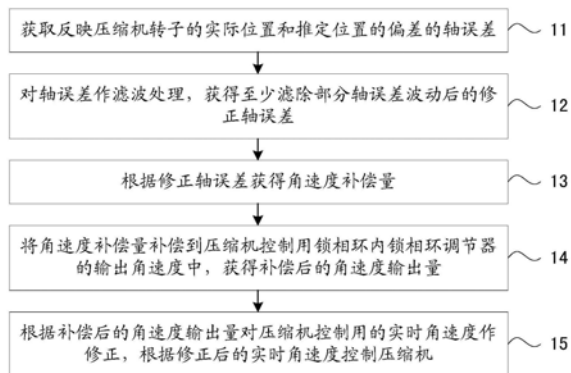 获取反映压缩机转子的实际位置和推定位置的偏差的轴误差
11
对轴误差作滤波处理，获得至少滤除部分轴误差波动后的修
正轴误差
12
根据修正轴误差获得角速度补偿量
13
将角速度补偿量补偿到压缩机控制用锁相环内锁相环调节器
的输出角速度中，获得补偿后的角速度输出量
14
根据补偿后的角速度输出量对压缩机控制用的实时角速度作
修正，根据修正后的实时角速度控制压缩机
15